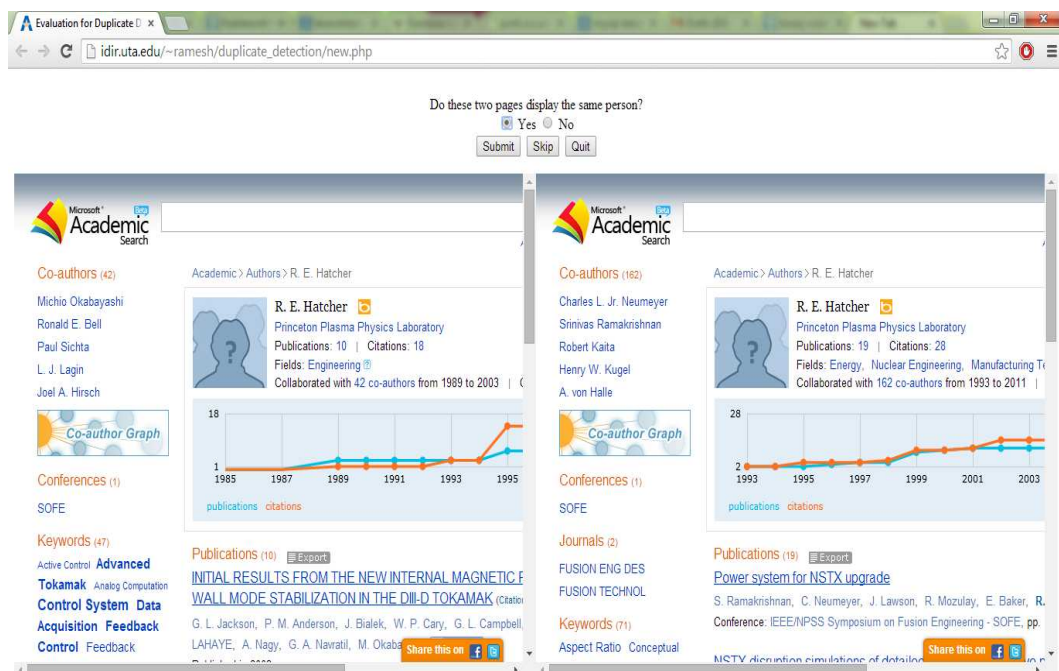 Evaluation for Duplicate D
idir.uta.edu/~ramesh/duplicate_detection/new.php
Do these two pages display the same person?
Yes No
Submit Skip Quit
Microsoft Beta
Academic
Search
Co-authors (42)
Michio Okabayashi
Ronald E. Bell
Paul Sichta
L. J. Lagin
Joel A. Hirsch
Co-author Graph
Conferences (1)
SOFE
Keywords (47)
Active Control Advanced
Tokamak Analog Computation
Control System Data
Acquisition Feedback
Control Feedback
Academic > Authors > R. E. Hatcher
R. E. Hatcher
Princeton Plasma Physics Laboratory
Publications: 10 | Citations: 18
Fields: Engineering
Collaborated with 42 co-authors from 1989 to 2003 |
18
1
1985 1987 1989 1991 1993 1995
publications citations
Publications (10) Export
INITIAL RESULTS FROM THE NEW INTERNAL MAGNETIC F
WALL MODE STABILIZATION IN THE DIII-D TOKAMAK (Citatio
G. L. Jackson, P. M. Anderson, J. Bialek, W. P. Cary, G. L. Campbell,
LAHAYE, A. Nagy, G. A. Navratil, M. Okaba
Share this on
Microsoft Beta
Academic
Search
Co-authors (162)
Charles L. Jr. Neumeyer
Srinivas Ramakrishnan
Robert Kaita
Henry W. Kugel
A. von Halle
Co-author Graph
Conferences (1)
SOFE
Journals (2)
FUSION ENG DES
FUSION TECHNOL
Keywords (71)
Aspect Ratio Conceptual
Academic > Authors > R. E. Hatcher
R. E. Hatcher
Princeton Plasma Physics Laboratory
Publications: 19 | Citations: 28
Fields: Energy, Nuclear Engineering, Manufacturing Te
Collaborated with 162 co-authors from 1993 to 2011 |
28
2
1993 1995 1997 1999 2001 2003
publications citations
Publications (19) Export
Power system for NSTX upgrade
S. Ramakrishnan, C. Neumeyer, J. Lawson, R. Mozulay, E. Baker, R.
Conference: IEEE/NPSS Symposium on Fusion Engineering - SOFE, pp.
NSTX disruption simulations of detailed
Share this on